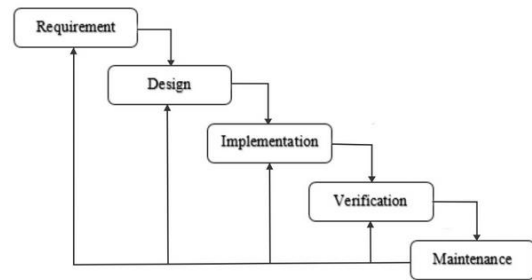 Requirement
Design
Implementation
Verification
Maintenance